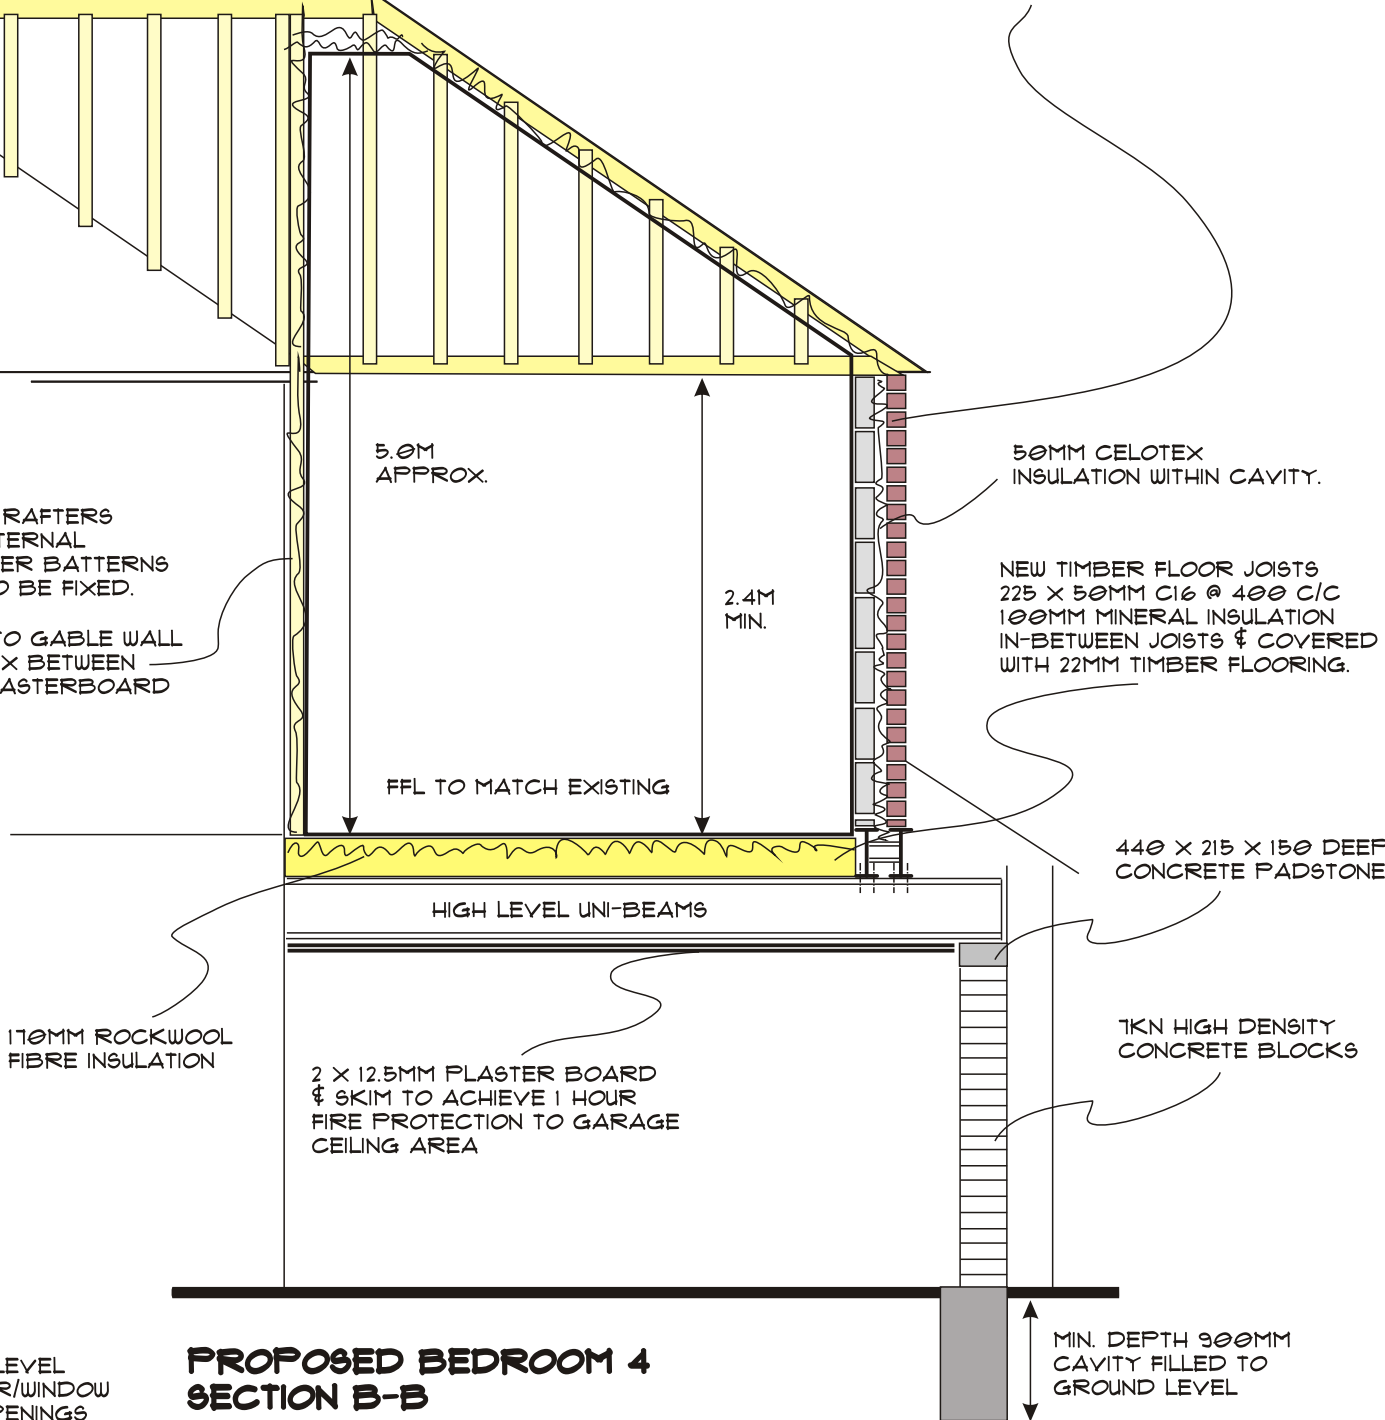 5.0M
APPROX.
50MM CELOTEX
INSULATION WITHIN CAVITY.
RAFTERS
TERNAL
ER BATTERNS
O BE FIXED.
TO GABLE WALL
X BETWEEN
ASTERBOARD
NEW TIMBER FLOOR JOISTS
225 X 50MM C16 @ 400 C/C
100MM MINERAL INSULATION
IN-BETWEEN JOISTS & COVERED
WITH 22MM TIMBER FLOORING.
2.4M
MIN.
FFL TO MATCH EXISTING
440 X 215 X 150 DEEP
CONCRETE PADSTONE
HIGH LEVEL UNI-BEAMS
170MM ROCKWOOL
FIBRE INSULATION
7KN HIGH DENSITY
CONCRETE BLOCKS
2 X 12.5MM PLASTER BOARD
& SKIM TO ACHIEVE 1 HOUR
FIRE PROTECTION TO GARAGE
CEILING AREA
MIN. DEPTH 900MM
CAVITY FILLED TO
GROUND LEVEL
LEVEL
R/WINDOW
PENINGS
PROPOSED BEDROOM 4
SECTION B-B